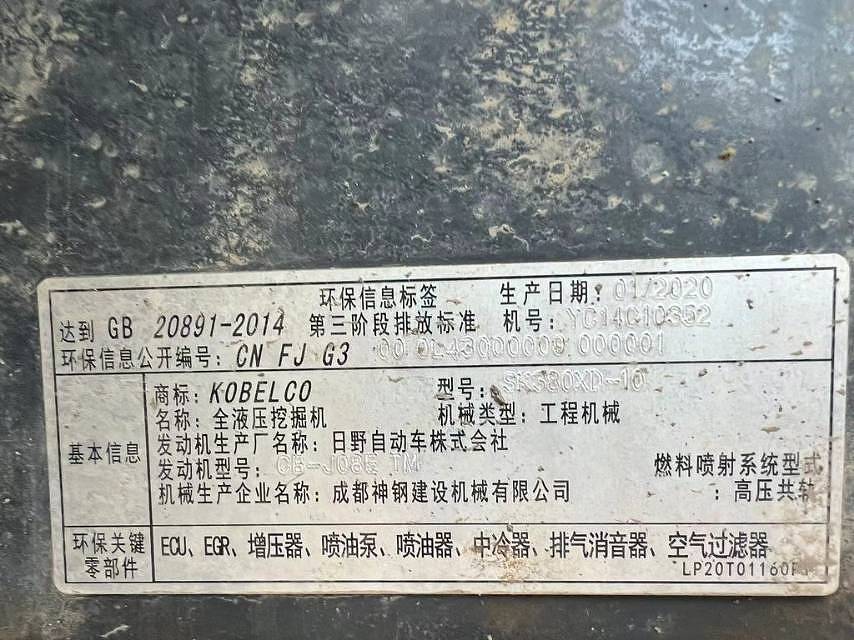 环保信息标签 生产日期: 01/2020
达到 GB 20891-2014 第三阶段排放标准 机号: YC14C10352
环保信息公开编号: CN FJ G3 00 0L43000008 000001
商标: KOBELCO 型号: SK380XD-10
名称: 全液压挖掘机 机械类型: 工程机械
基本信息
发动机生产厂名称: 日野自动车株式会社
发动机型号: TM 燃料喷射系统型式
机械生产企业名称: 成都神钢建设机械有限公司 : 高压共轨
环保关键零部件
ECU、EGR、增压器、喷油泵、喷油器、中冷器、排气消音器、空气过滤器